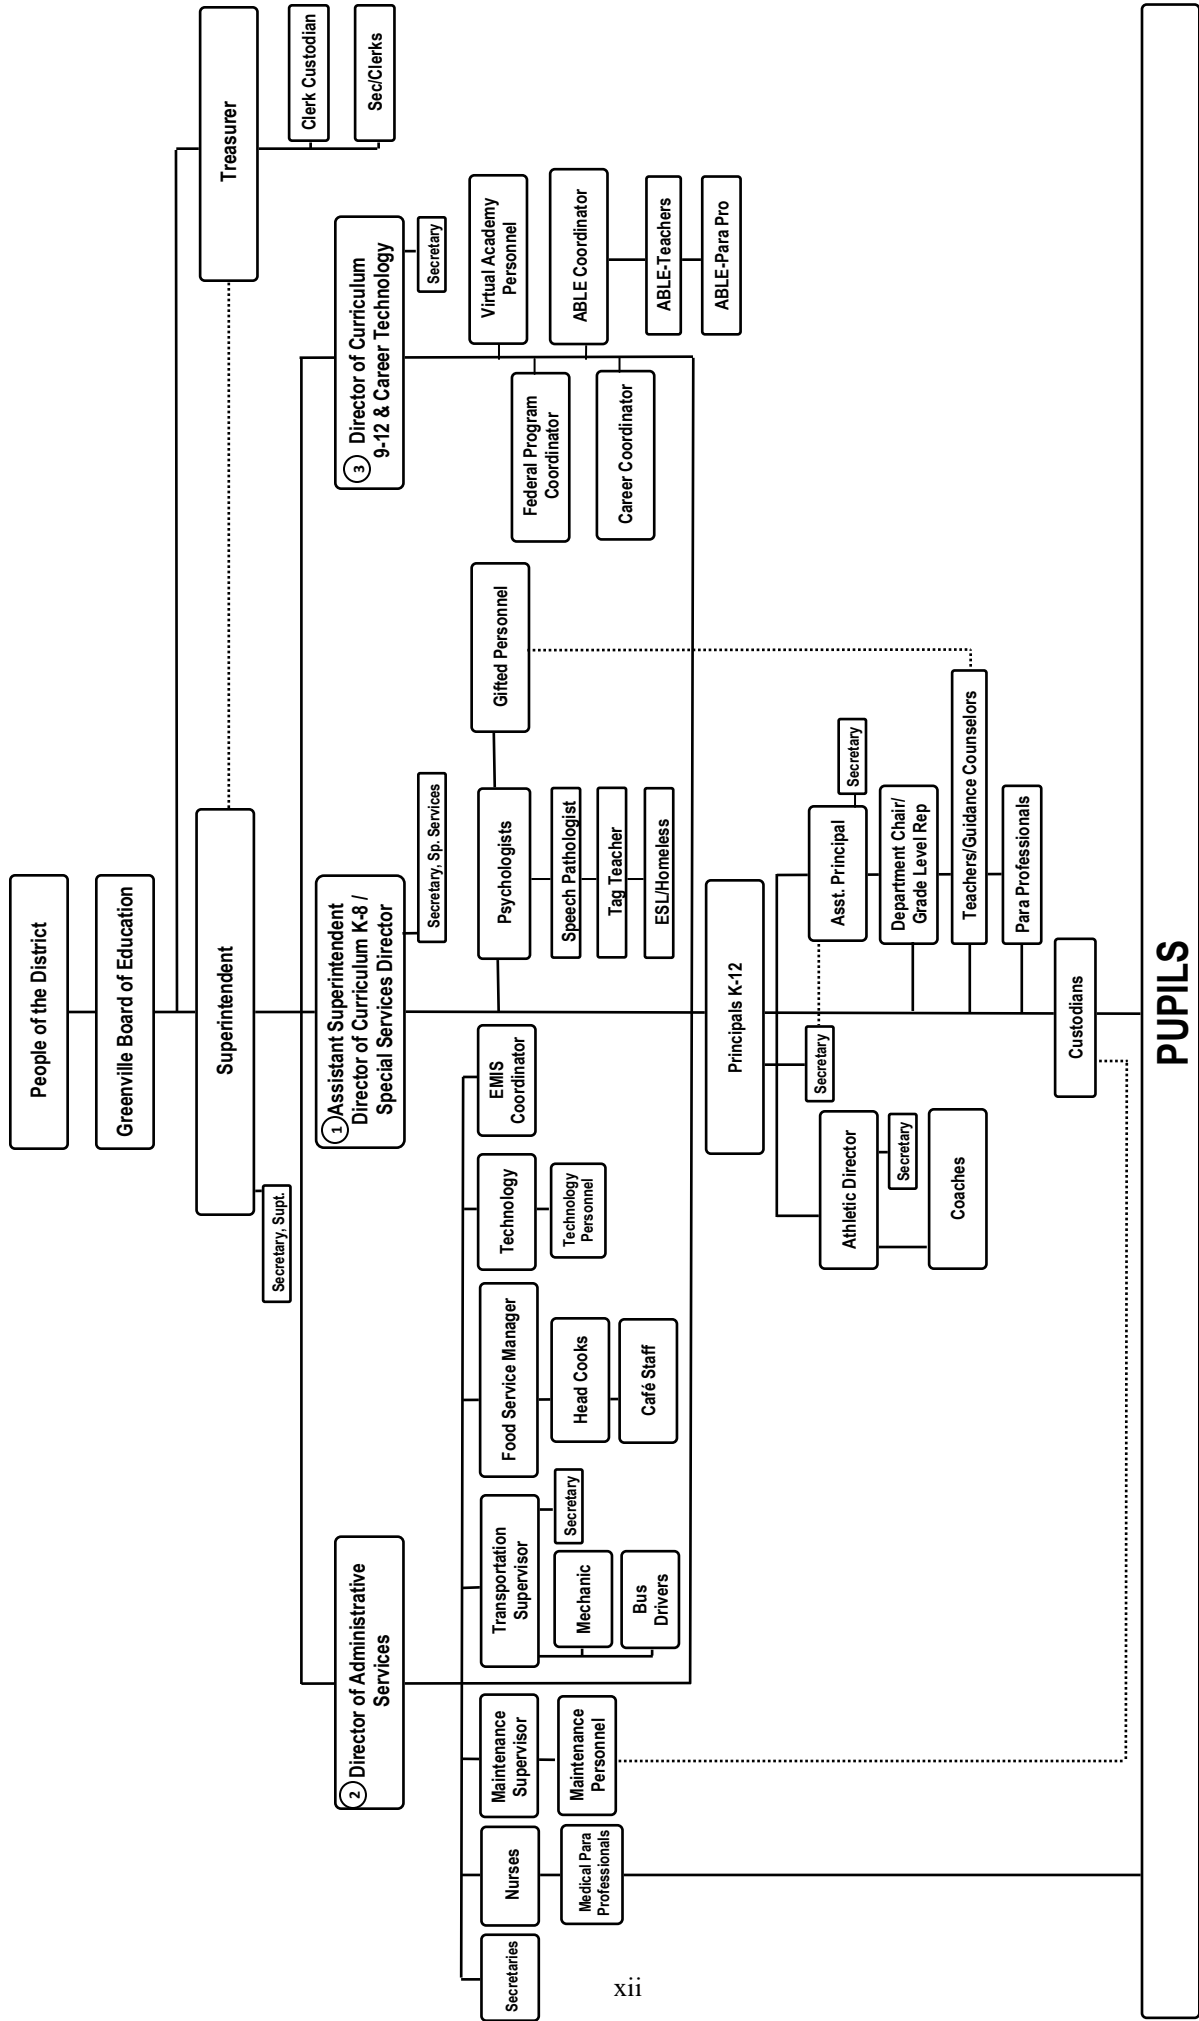 People of the District
Greenville Board of Education
Superintendent
Treasurer
Secretary, Supt.
Clerk Custodian
Sec/Clerks
2 Director of Administrative
Services
1 Assistant Superintendent
Director of Curriculum K-8 /
Special Services Director
3 Director of Curriculum
9-12 & Career Technology
Secretary, Sp. Services
Secretary
Secretaries
Nurses
Maintenance
Supervisor
Transportation
Supervisor
Food Service Manager
Technology
EMIS
Coordinator
Psychologists
Gifted Personnel
Virtual Academy
Personnel
Federal Program
Coordinator
ABLE Coordinator
Career Coordinator
Medical Para
Professionals
Maintenance
Personnel
Secretary
Mechanic
Bus
Drivers
Head Cooks
Café Staff
Technology
Personnel
Speech Pathologist
Tag Teacher
ESL/Homeless
ABLE-Teachers
ABLE-Para Pro
Principals K-12
Athletic Director
Secretary
Asst. Principal
Secretary
Secretary
Coaches
Department Chair/
Grade Level Rep
Teachers/Guidance Counselors
Para Professionals
Custodians
PUPILS
xii